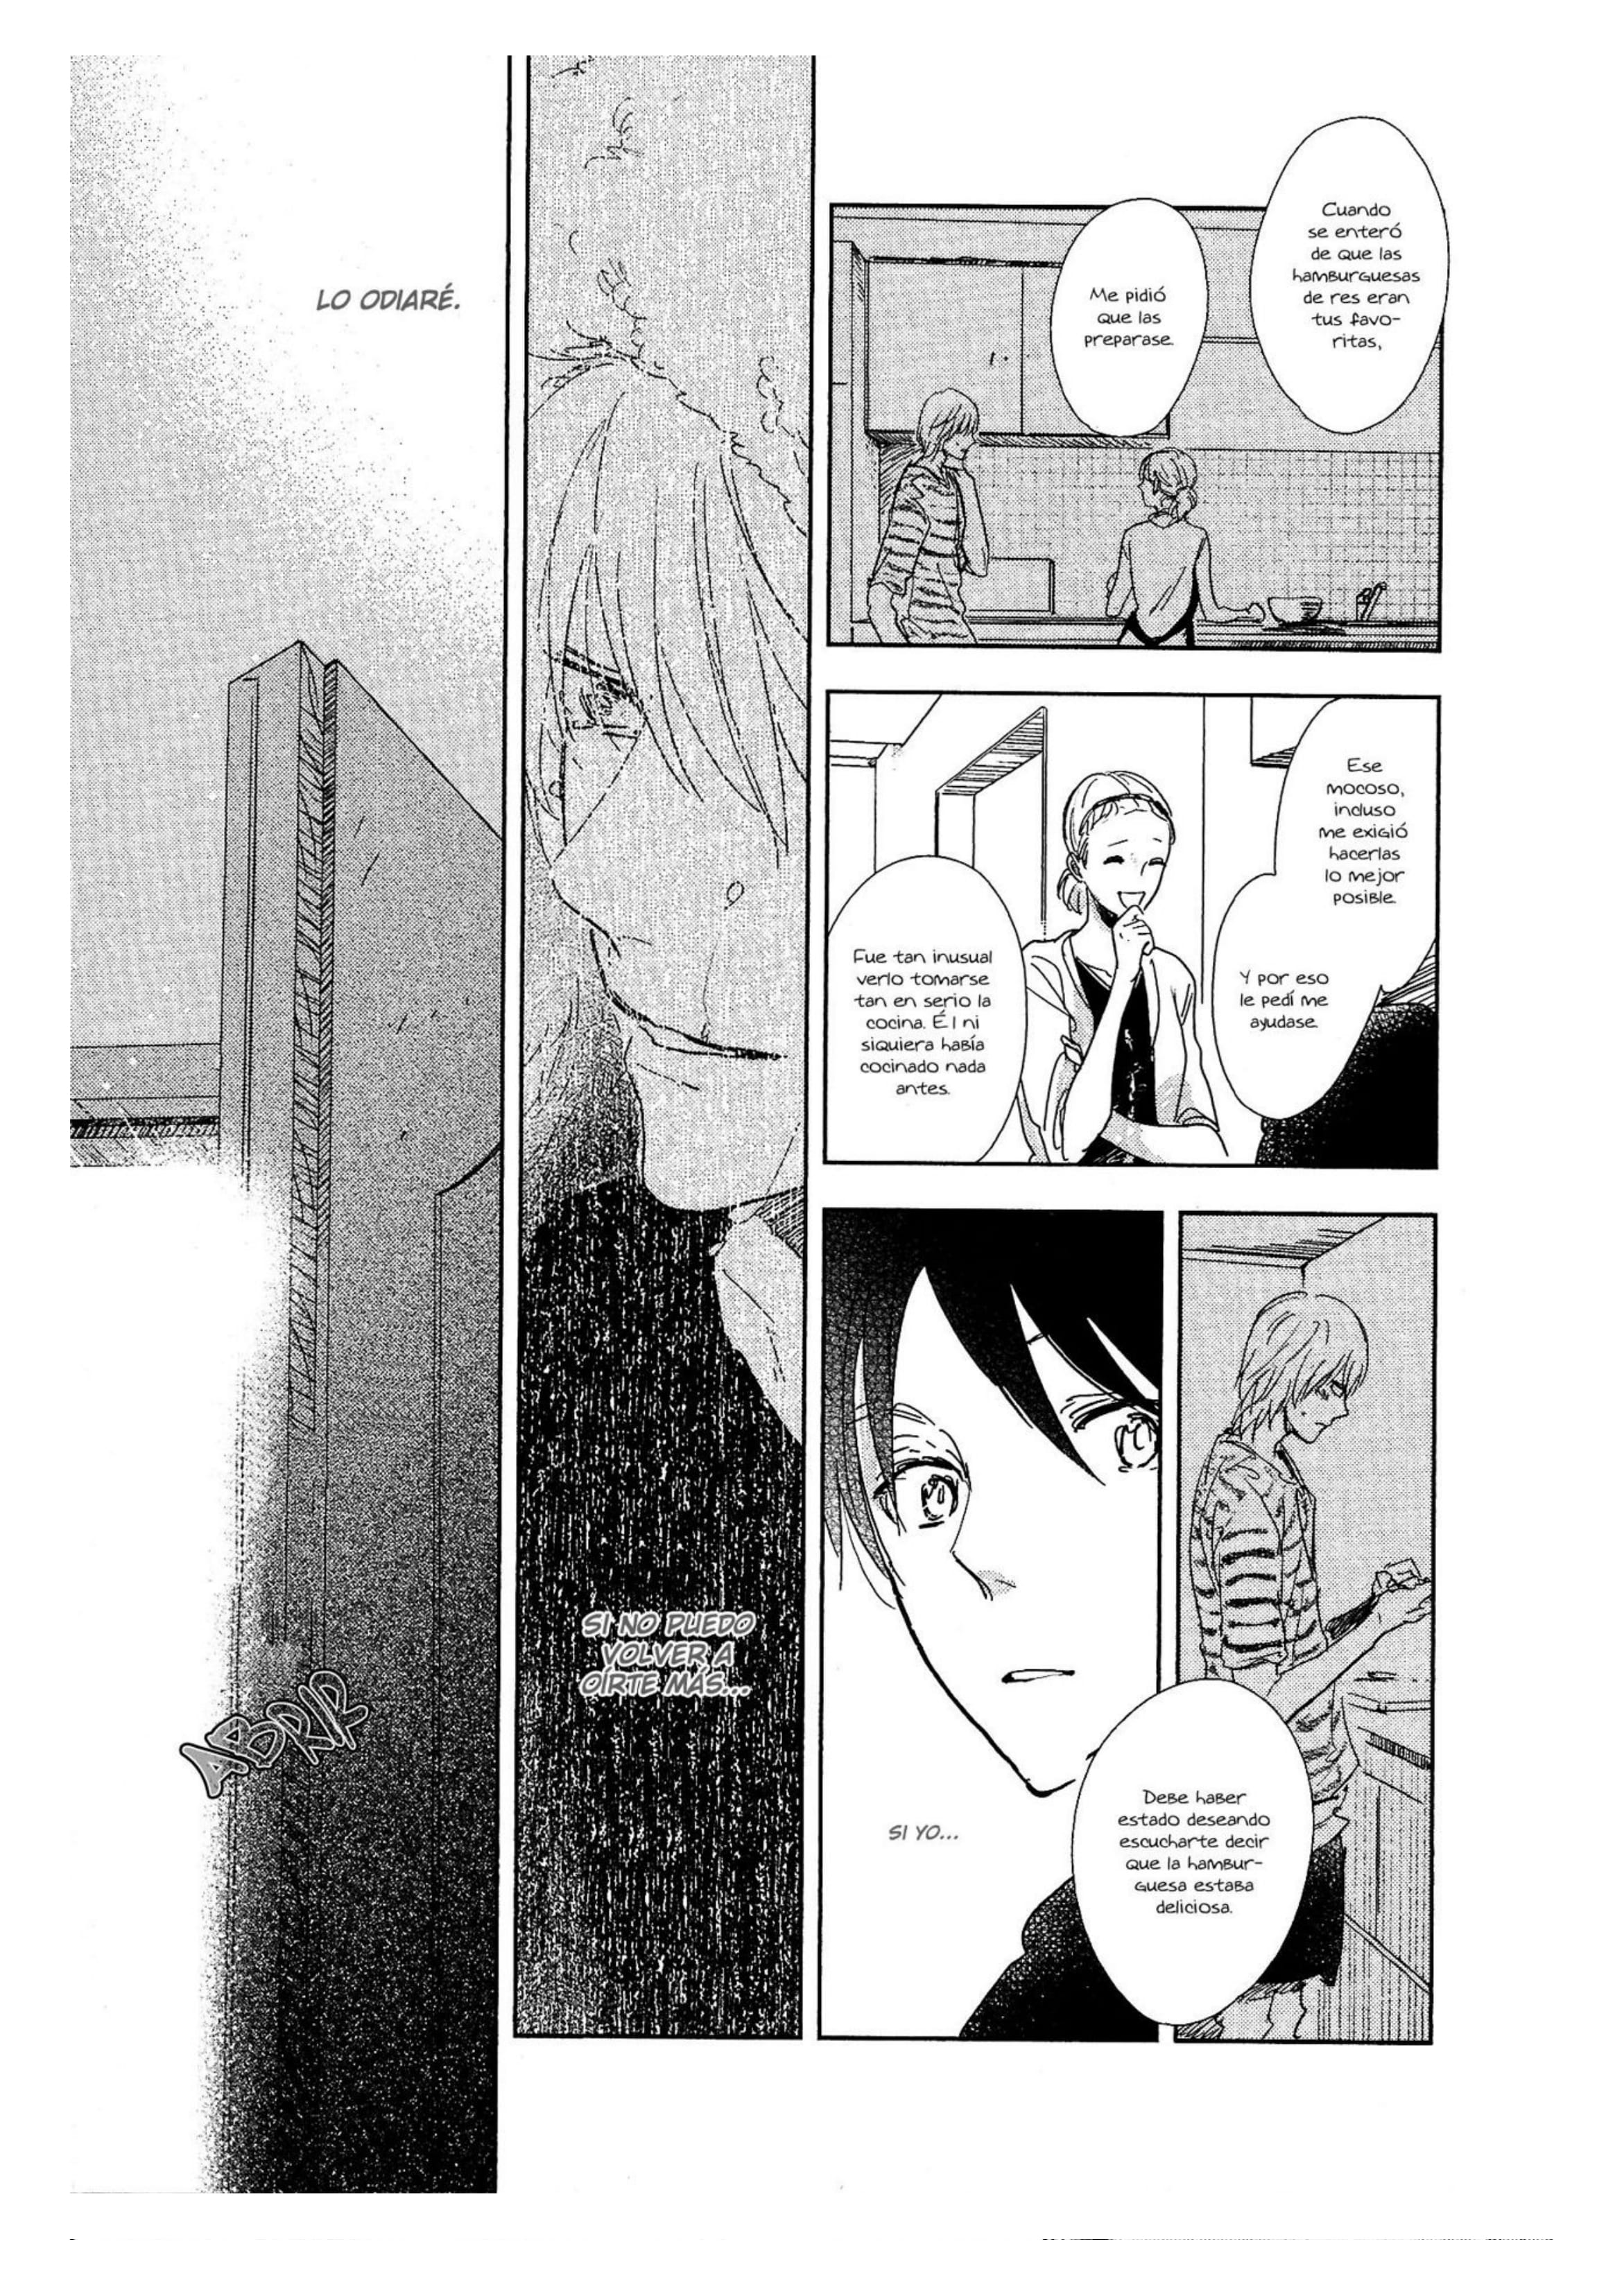 Cuando
se enteró
de que las
hamburguesas
de res eran
tus favo-
ritas,
Me pidió
que las
preparase.
Ese
mocoso,
incluso
me exigió
hacerlas
lo mejor
posible.
Y por eso
le pedí me
ayudase.
Fue tan inusual
verlo tomarse
tan en serio la
cocina. Él ni
siquiera había
cocinado nada
antes.
Debe haber
estado deseando
escucharte decir
que la hambur-
guesa estaba
deliciosa.
SI YO...
SI NO PUEDO
VOLVER A
OÍRTE MÁS...
LO ODIARÉ.
ABRIR